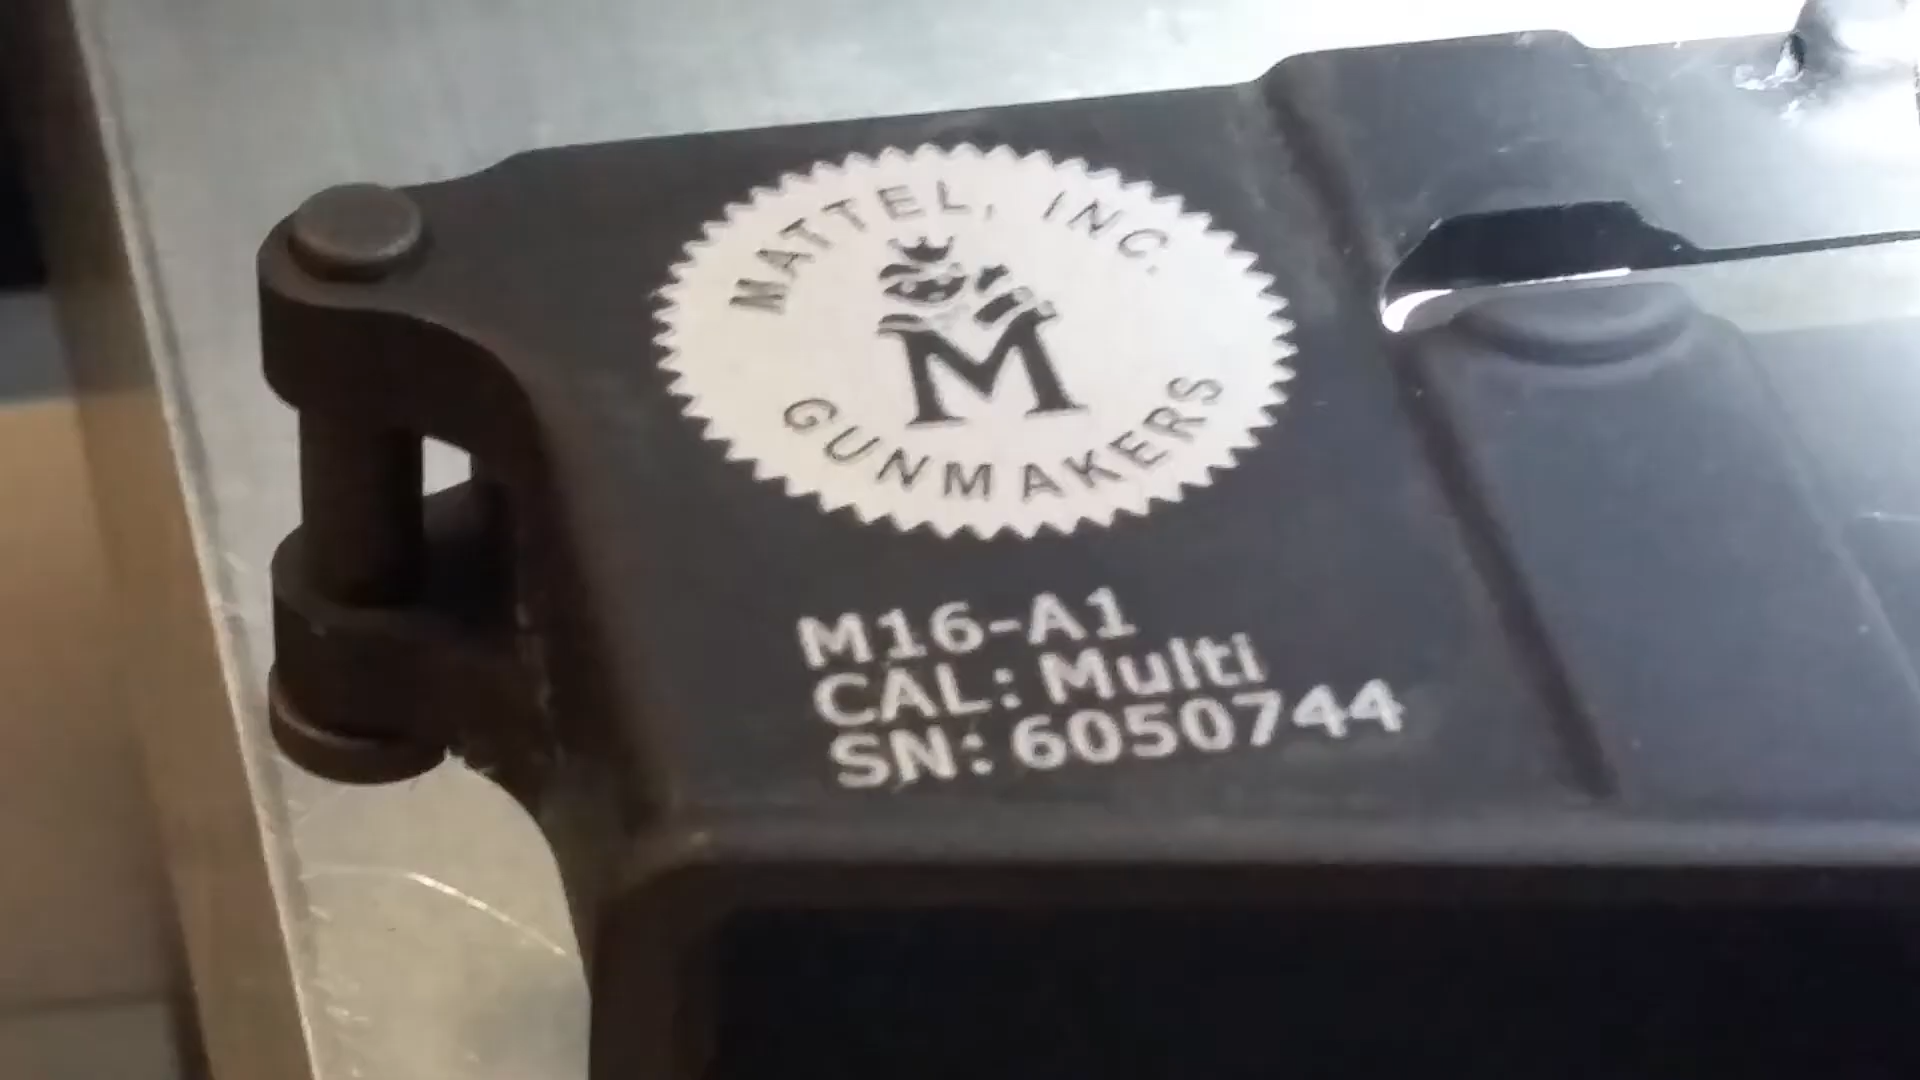 MATTEL, INC.
M
GUNMAKERS
M16-A1
CAL: Multi
SN: 6050744